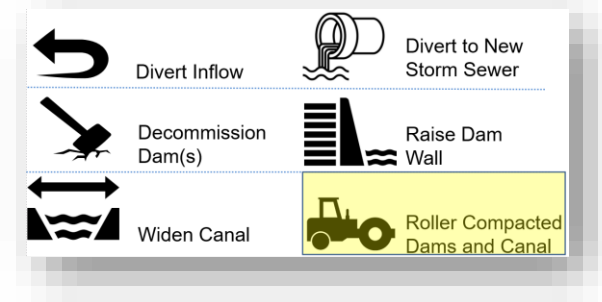 Divert Inflow
Divert to New
Storm Sewer
Decommission
Dam(s)
Raise Dam
Wall
Widen Canal
Roller Compacted
Dams and Canal